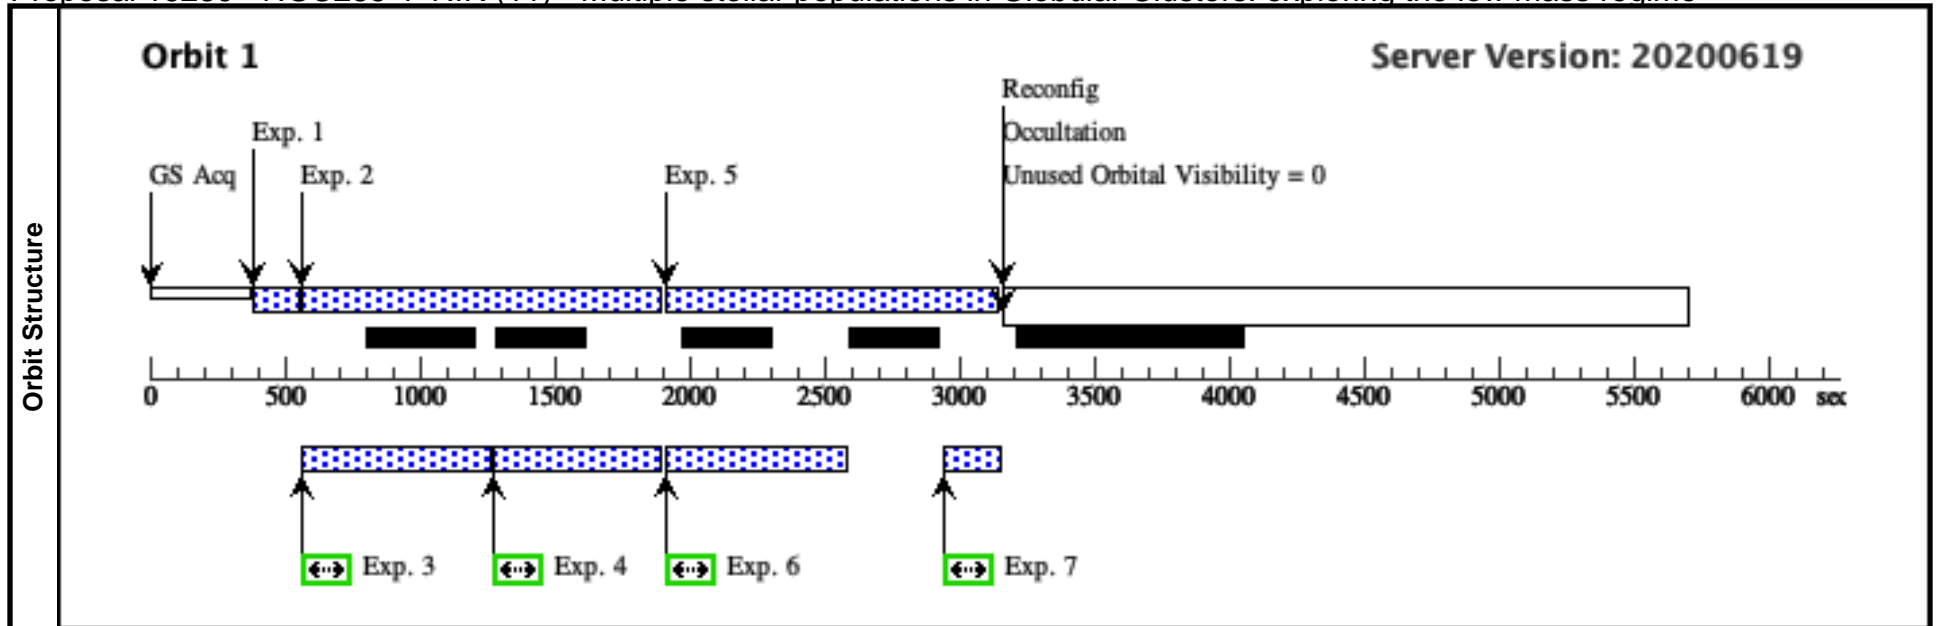 Orbit 1
Server Version: 20200619
Reconfig
Exp. 1
Occultation
GS Acq
Exp. 2
Exp. 5
Unused Orbital Visibility = 0
Orbit Structure
0 500 1000 1500 2000 2500 3000 3500 4000 4500 5000 5500 6000 sec
Exp. 3
Exp. 4
Exp. 6
Exp. 7